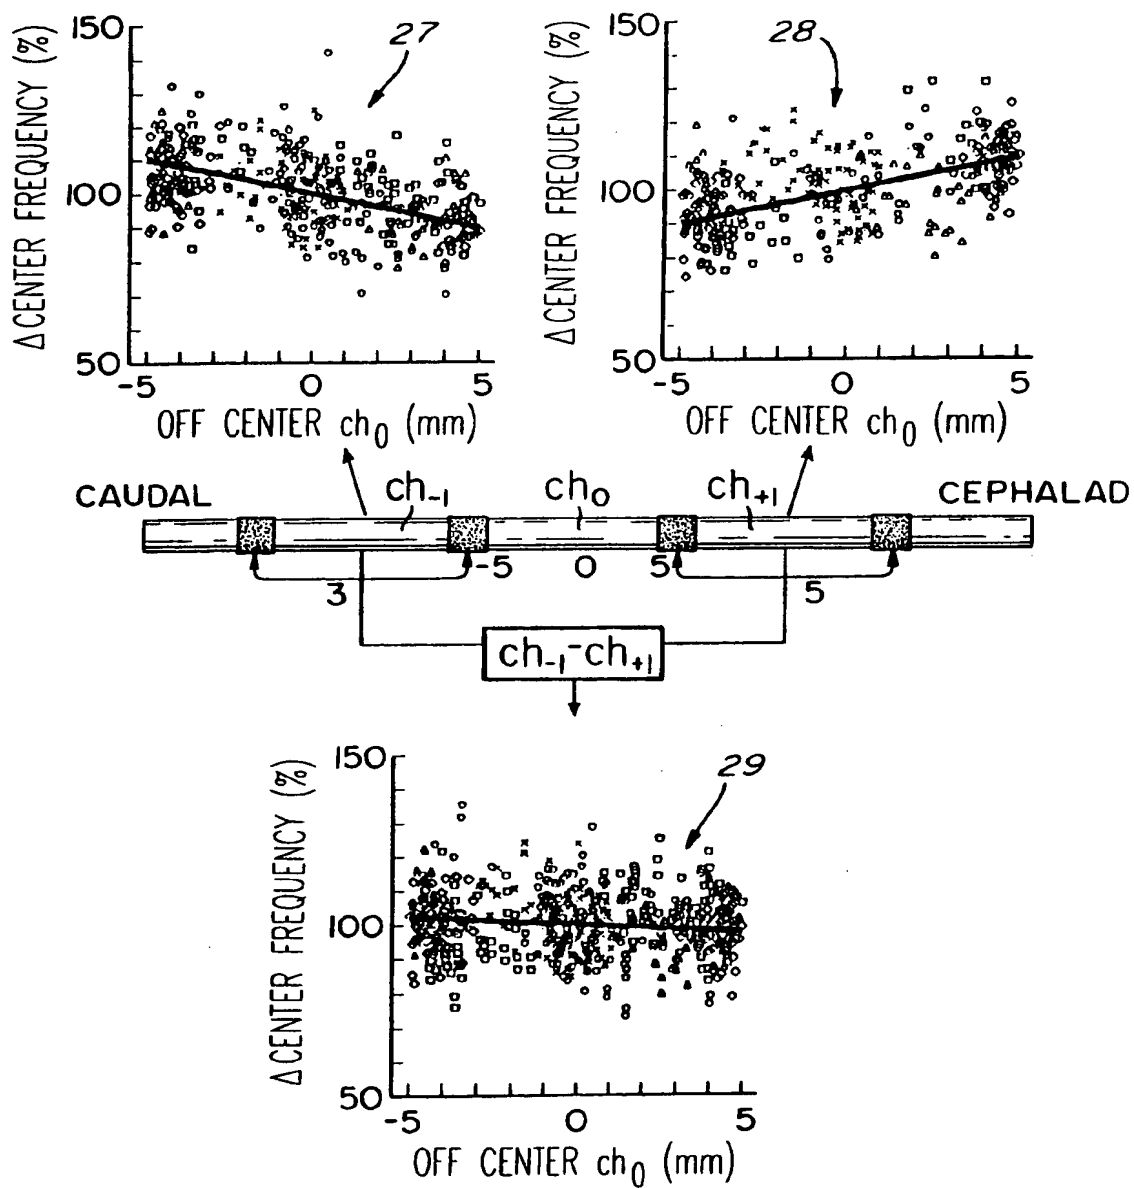 150
27
100
50
ΔCENTER FREQUENCY (%)
-5 0 5
OFF CENTER ch0 (mm)
150
28
100
50
ΔCENTER FREQUENCY (%)
-5 0 5
OFF CENTER ch0 (mm)
CAUDAL ch-1 ch0 ch+1 CEPHALAD
-5 0 5
3 5
ch-1-ch+1
150
29
100
50
ΔCENTER FREQUENCY (%)
-5 0 5
OFF CENTER ch0 (mm)